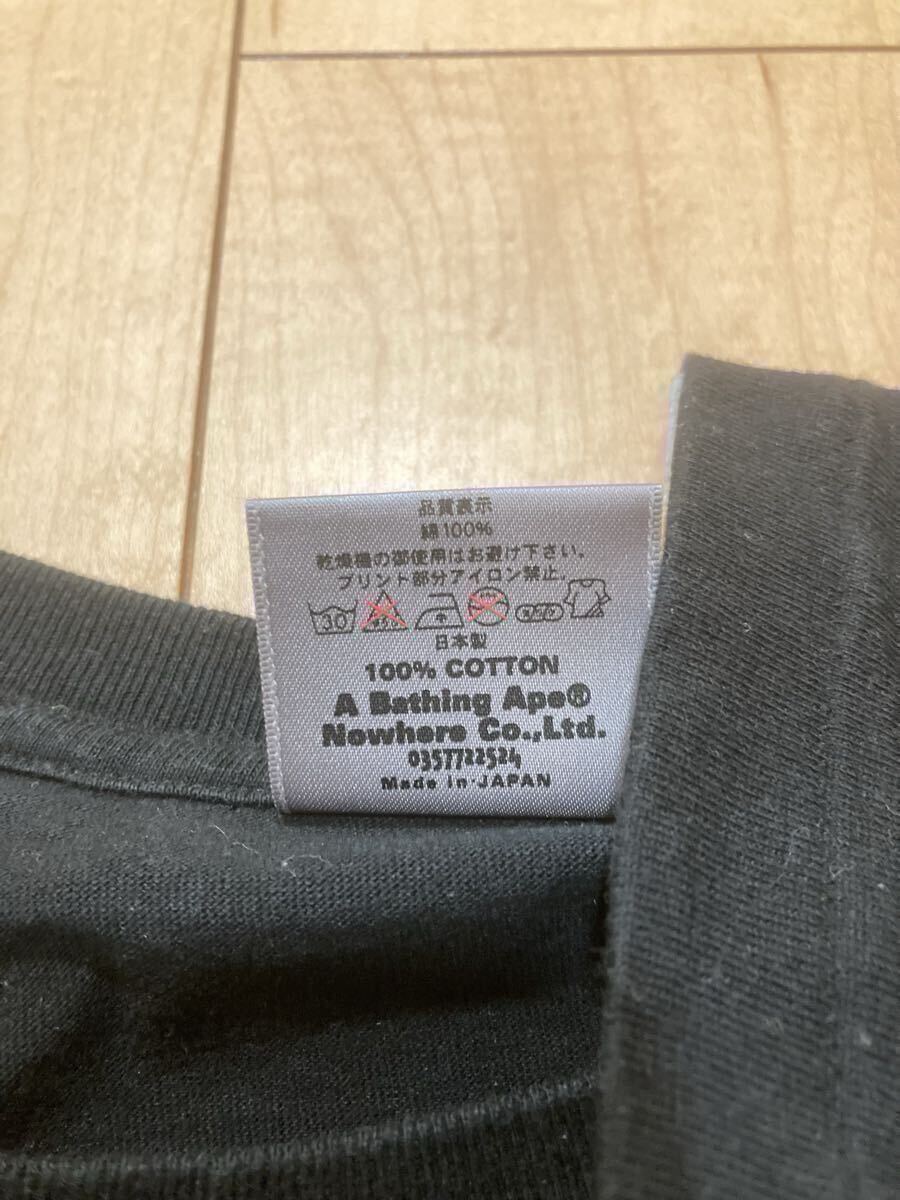 品質表示
綿100%
乾燥機の御使用はお避け下さい。
プリント部分アイロン禁止。
30
日本製
100% COTTON
A Bathing Ape®
Nowhere Co.,Ltd.
0357722524
Made in·JAPAN